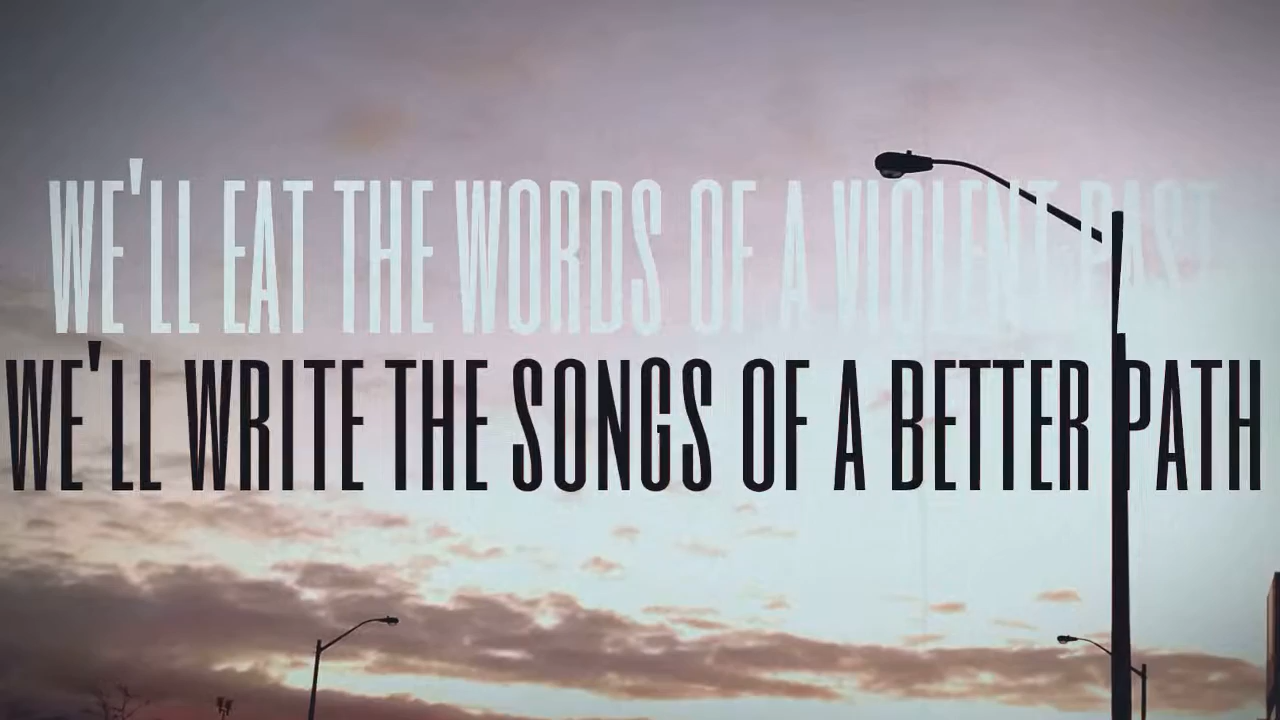 WE'LL EAT THE WORDS OF A VIOLENT PAST
WE'LL WRITE THE SONGS OF A BETTER PATH